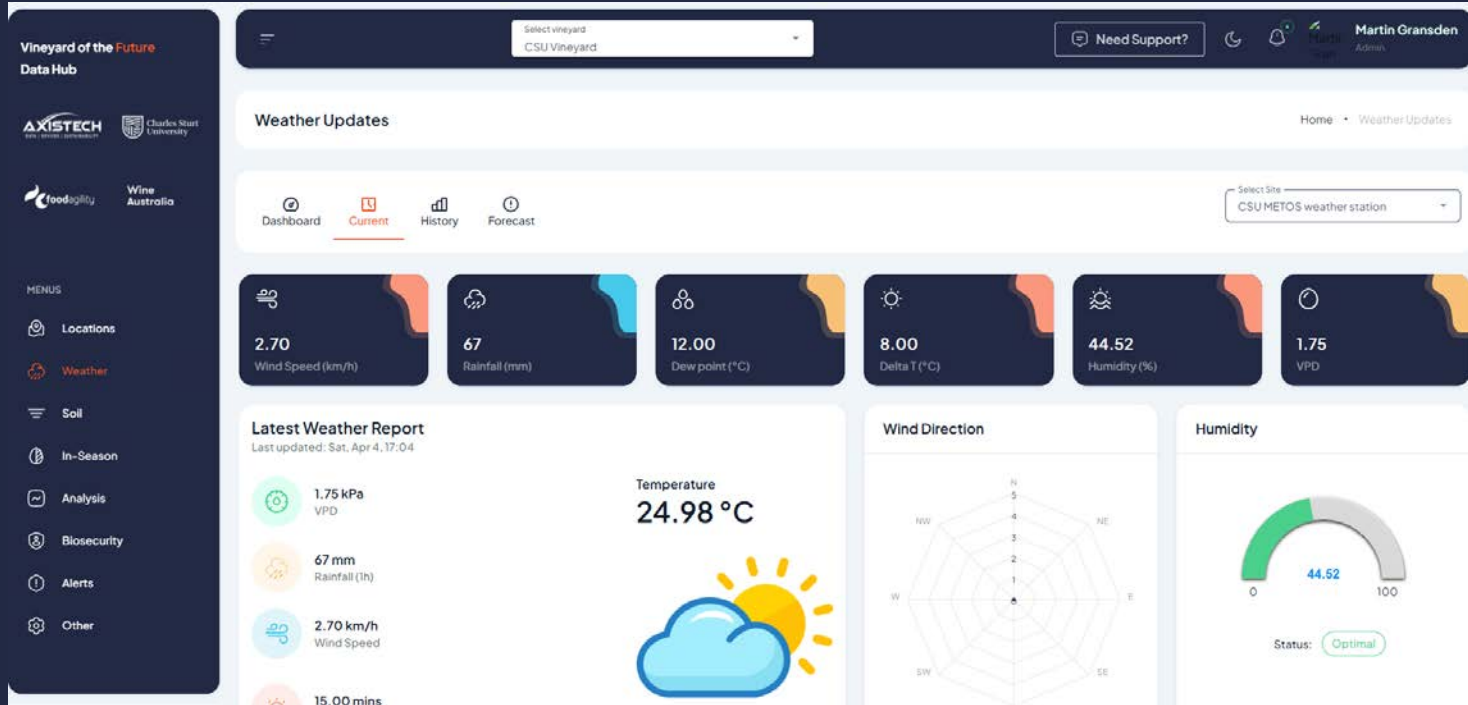 Vineyard of the Future
Data Hub
AXISTECH
Charles Sturt
University
foodagility
Wine
Australia
MENUS
Locations
Weather
Soil
In-Season
Analysis
Biosecurity
Alerts
Other
Select vineyard
CSU Vineyard
Need Support?
Martin Gransden
Admin
Weather Updates
Home • Weather Updates
Dashboard
Current
History
Forecast
Select Site
CSU METOS weather station
2.70
Wind Speed (km/h)
67
Rainfall (mm)
12.00
Dew point (°C)
8.00
Delta T (°C)
44.52
Humidity (%)
1.75
VPD
Latest Weather Report
Last updated: Sat, Apr 4, 17:04
1.75 kPa
VPD
67 mm
Rainfall (1h)
2.70 km/h
Wind Speed
15.00 mins
Temperature
24.98 °C
Wind Direction
N
5
4
3
2
1
NW
NE
W
E
SW
SE
Humidity
44.52
0
100
Status: Optimal